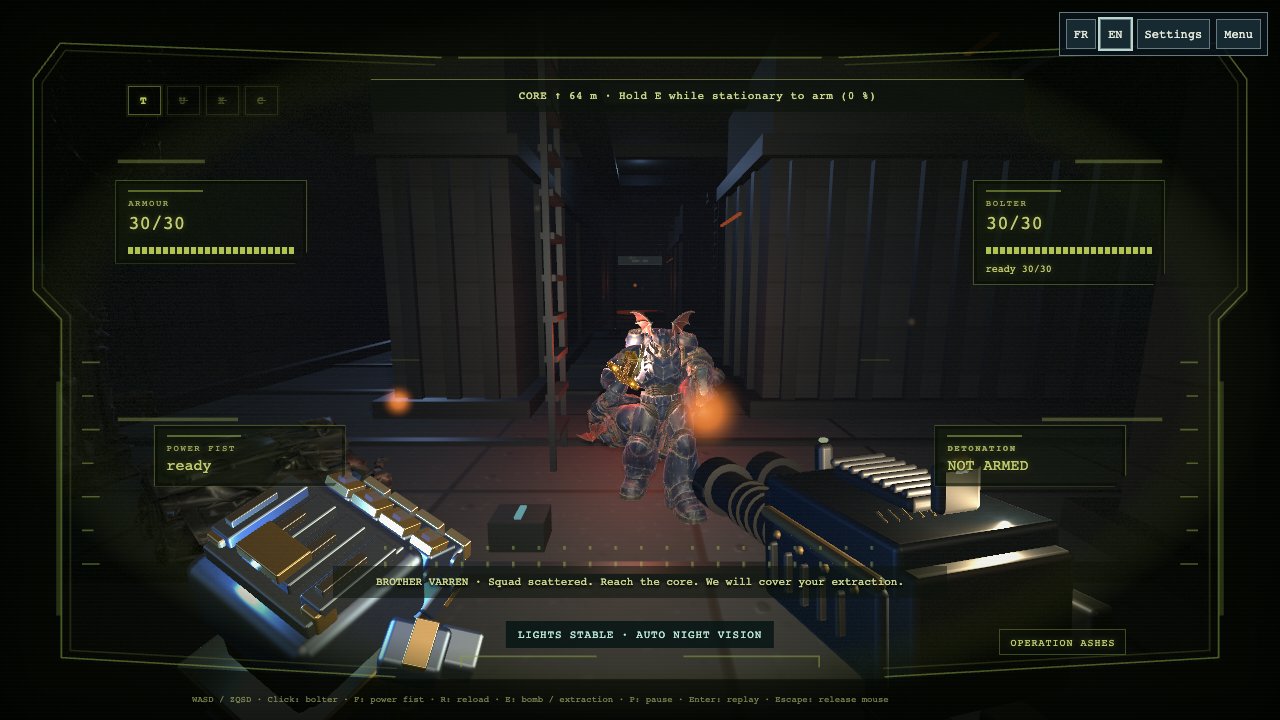 FR EN Settings Menu
T U X C
CORE ↑ 64 m · Hold E while stationary to arm (0 %)
ARMOUR
30/30
BOLTER
30/30
ready 30/30
POWER FIST
ready
DETONATION
NOT ARMED
BROTHER VARREN · Squad scattered. Reach the core. We will cover your extraction.
LIGHTS STABLE · AUTO NIGHT VISION
OPERATION ASHES
WASD / ZQSD · Click: bolter · F: power fist · R: reload · E: bomb / extraction · P: pause · Enter: replay · Escape: release mouse